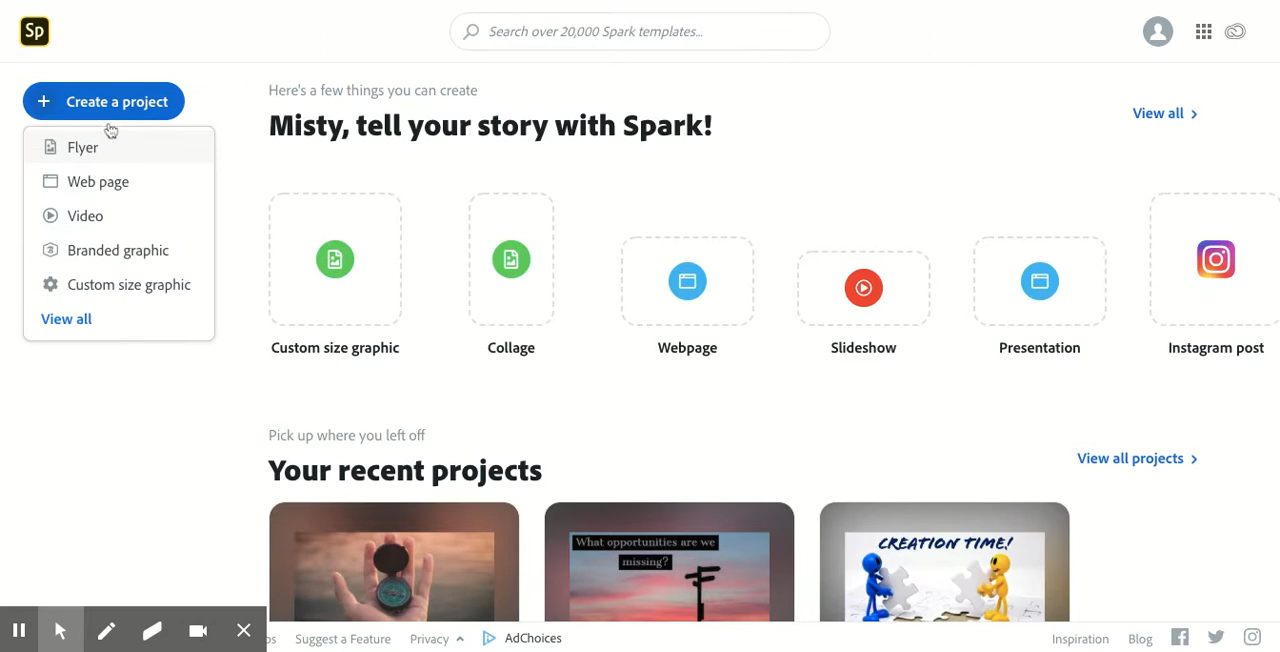 Sp
Search over 20,000 Spark templates...
Create a project
Flyer
Web page
Video
Branded graphic
Custom size graphic
View all
Here's a few things you can create
Misty, tell your story with Spark!
View all
Custom size graphic
Collage
Webpage
Slideshow
Presentation
Instagram post
Pick up where you left off
Your recent projects
View all projects
What opportunities are we
missing?
CREATION TIME!
Suggest a Feature
Privacy
AdChoices
Inspiration
Blog